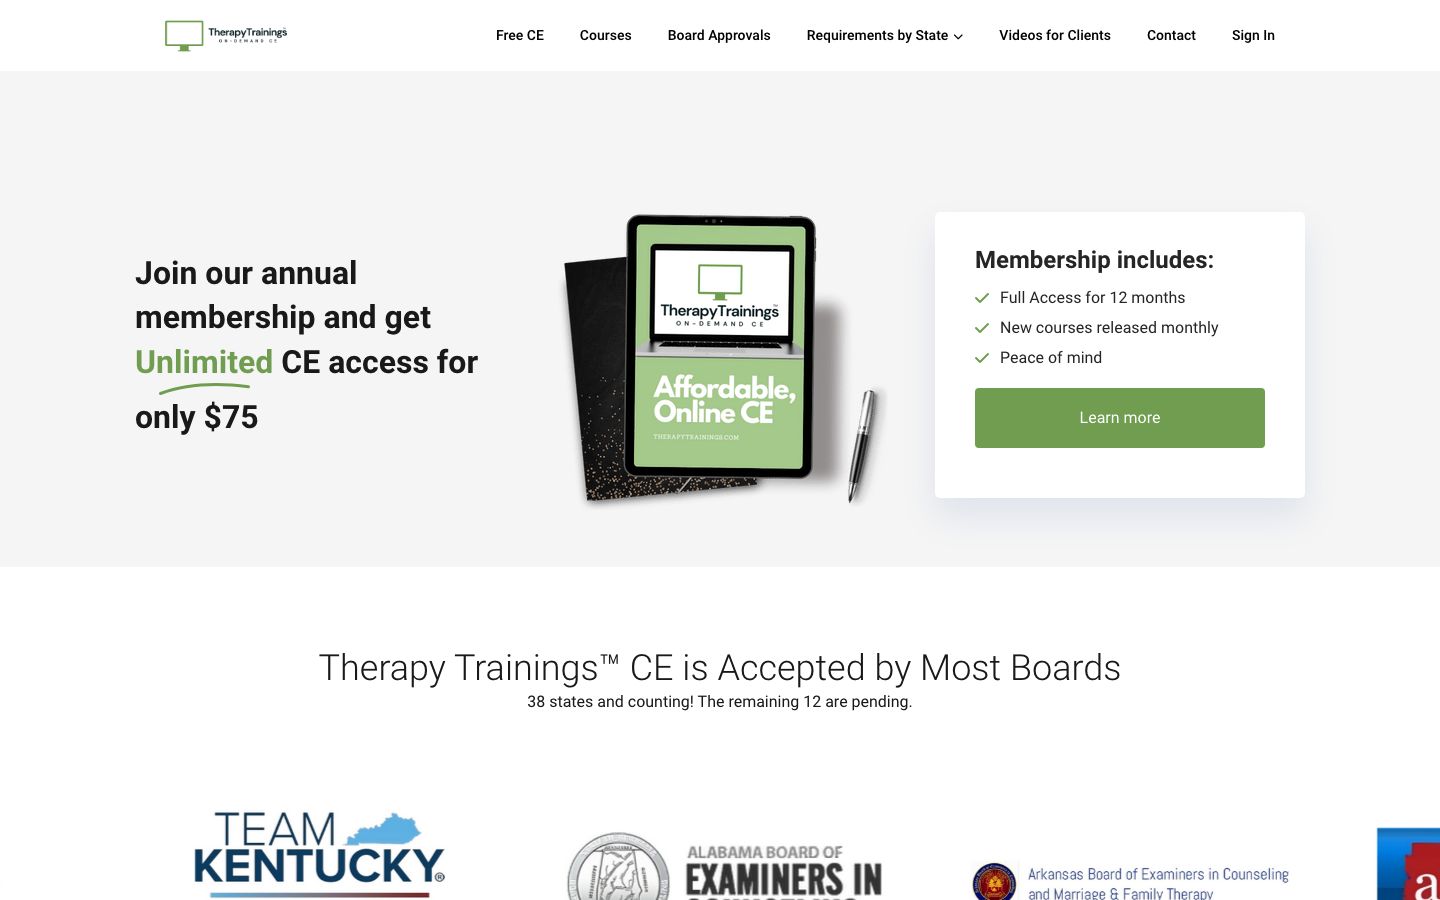 TherapyTrainings
ON-DEMAND CE
Free CE
Courses
Board Approvals
Requirements by State
Videos for Clients
Contact
Sign In
Join our annual
membership and get
Unlimited CE access for
only $75
TherapyTrainings™
ON-DEMAND CE
Affordable,
Online CE
THERAPYTRAININGS.COM
Membership includes:
Full Access for 12 months
New courses released monthly
Peace of mind
Learn more
Therapy Trainings™ CE is Accepted by Most Boards
38 states and counting! The remaining 12 are pending.
TEAM
KENTUCKY®
ALABAMA BOARD OF
EXAMINERS IN
Arkansas Board of Examiners in Counseling
and Marriage & Family Therapy